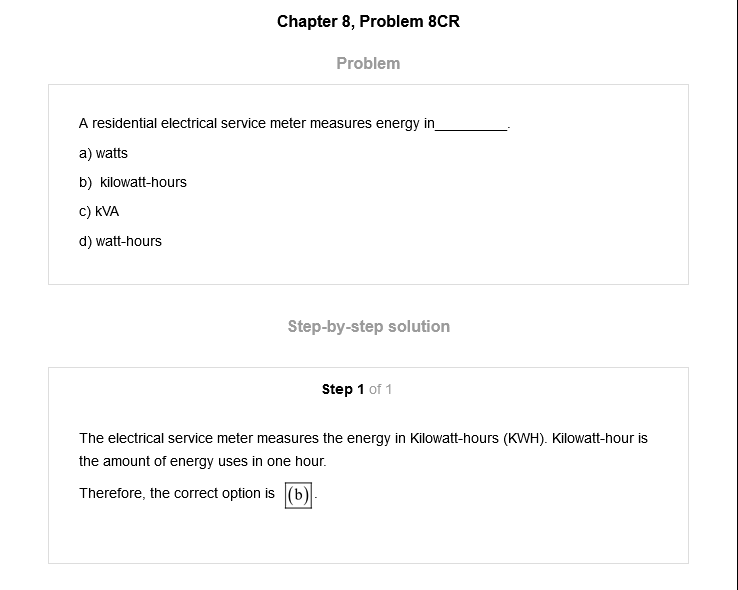 Chapter 8, Problem 8CR
Problem
A residential electrical service meter measures energy in__________.
a) watts
b) kilowatt-hours
c) kVA
d) watt-hours
Step-by-step solution
Step 1 of 1
The electrical service meter measures the energy in Kilowatt-hours (KWH). Kilowatt-hour is
the amount of energy uses in one hour.
Therefore, the correct option is (b).